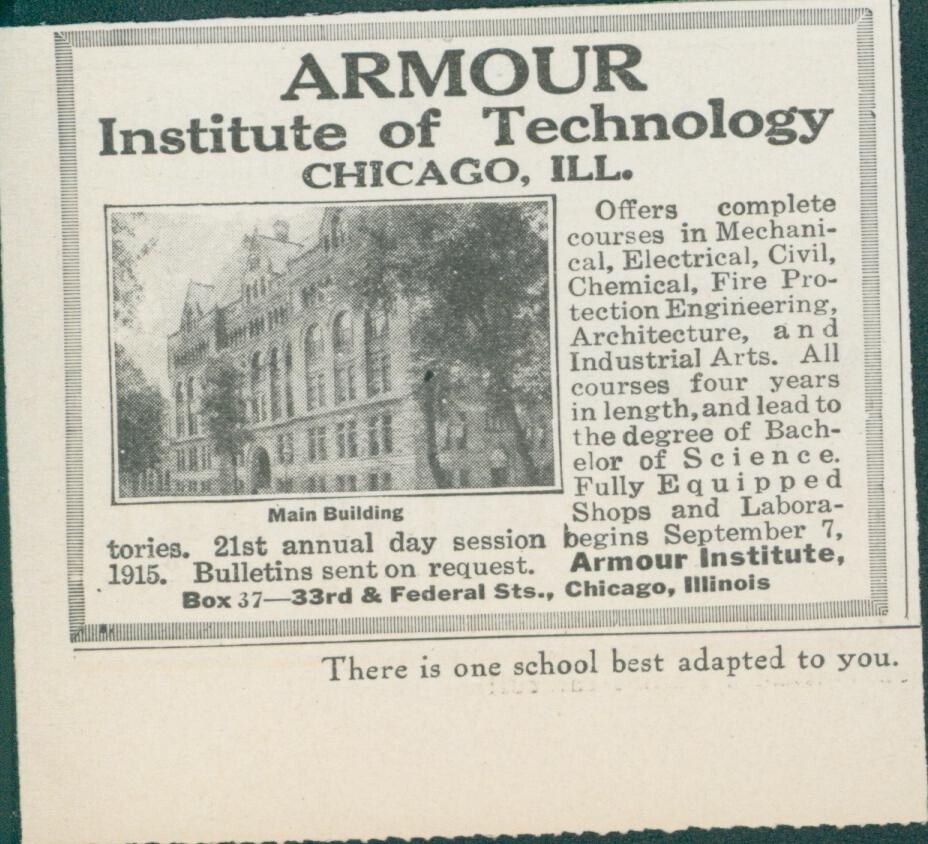 ARMOUR
Institute of Technology
CHICAGO, ILL.
Offers complete
courses in Mechani-
cal, Electrical, Civil,
Chemical, Fire Pro-
tection Engineering,
Architecture, and
Industrial Arts. All
courses four years
in length, and lead to
the degree of Bach-
elor of Science.
Fully Equipped
Shops and Labora-
Main Building
tories. 21st annual day session begins September 7,
1915. Bulletins sent on request. Armour Institute,
Box 37—33rd & Federal Sts., Chicago, Illinois
There is one school best adapted to you.